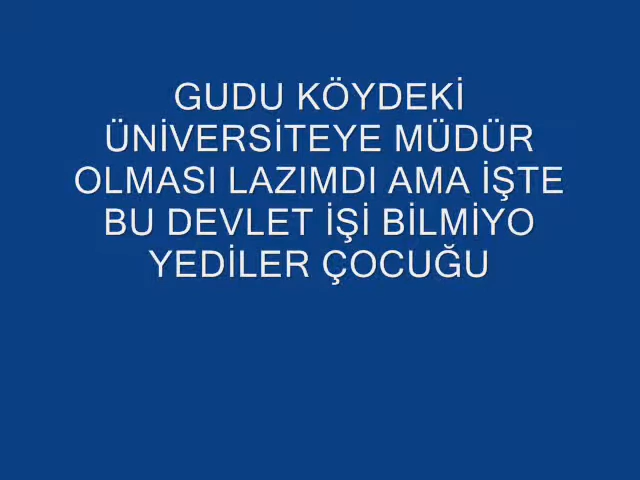 GUDU KÖYDEKİ
ÜNİVERSİTEYE MÜDÜR
OLMASI LAZIMDI AMA İŞTE
BU DEVLET İŞİ BİLMİYO
YEDİLER ÇOCUĞU